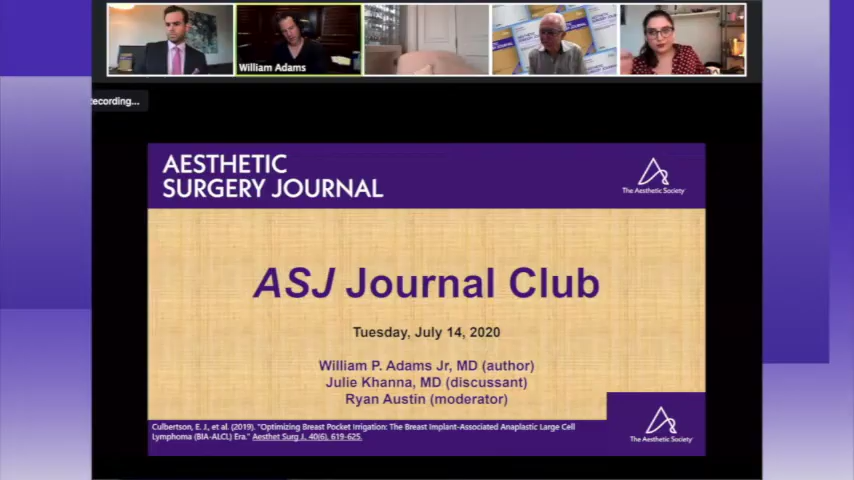 William Adams
ecording...
AESTHETIC
SURGERY JOURNAL
The Aesthetic Society
ASJ Journal Club
Tuesday, July 14, 2020
William P. Adams Jr, MD (author)
Julie Khanna, MD (discussant)
Ryan Austin (moderator)
Culbertson, E. J., et al. (2019). "Optimizing Breast Pocket Irrigation: The Breast Implant-Associated Anaplastic Large Cell
Lymphoma (BIA-ALCL) Era." Aesthet Surg J., 40(6), 619-625.
The Aesthetic Society